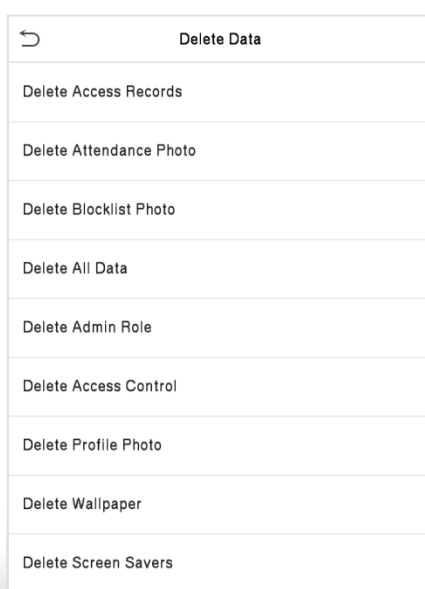 Delete Data
Delete Access Records
Delete Attendance Photo
Delete Blocklist Photo
Delete All Data
Delete Admin Role
Delete Access Control
Delete Profile Photo
Delete Wallpaper
Delete Screen Savers